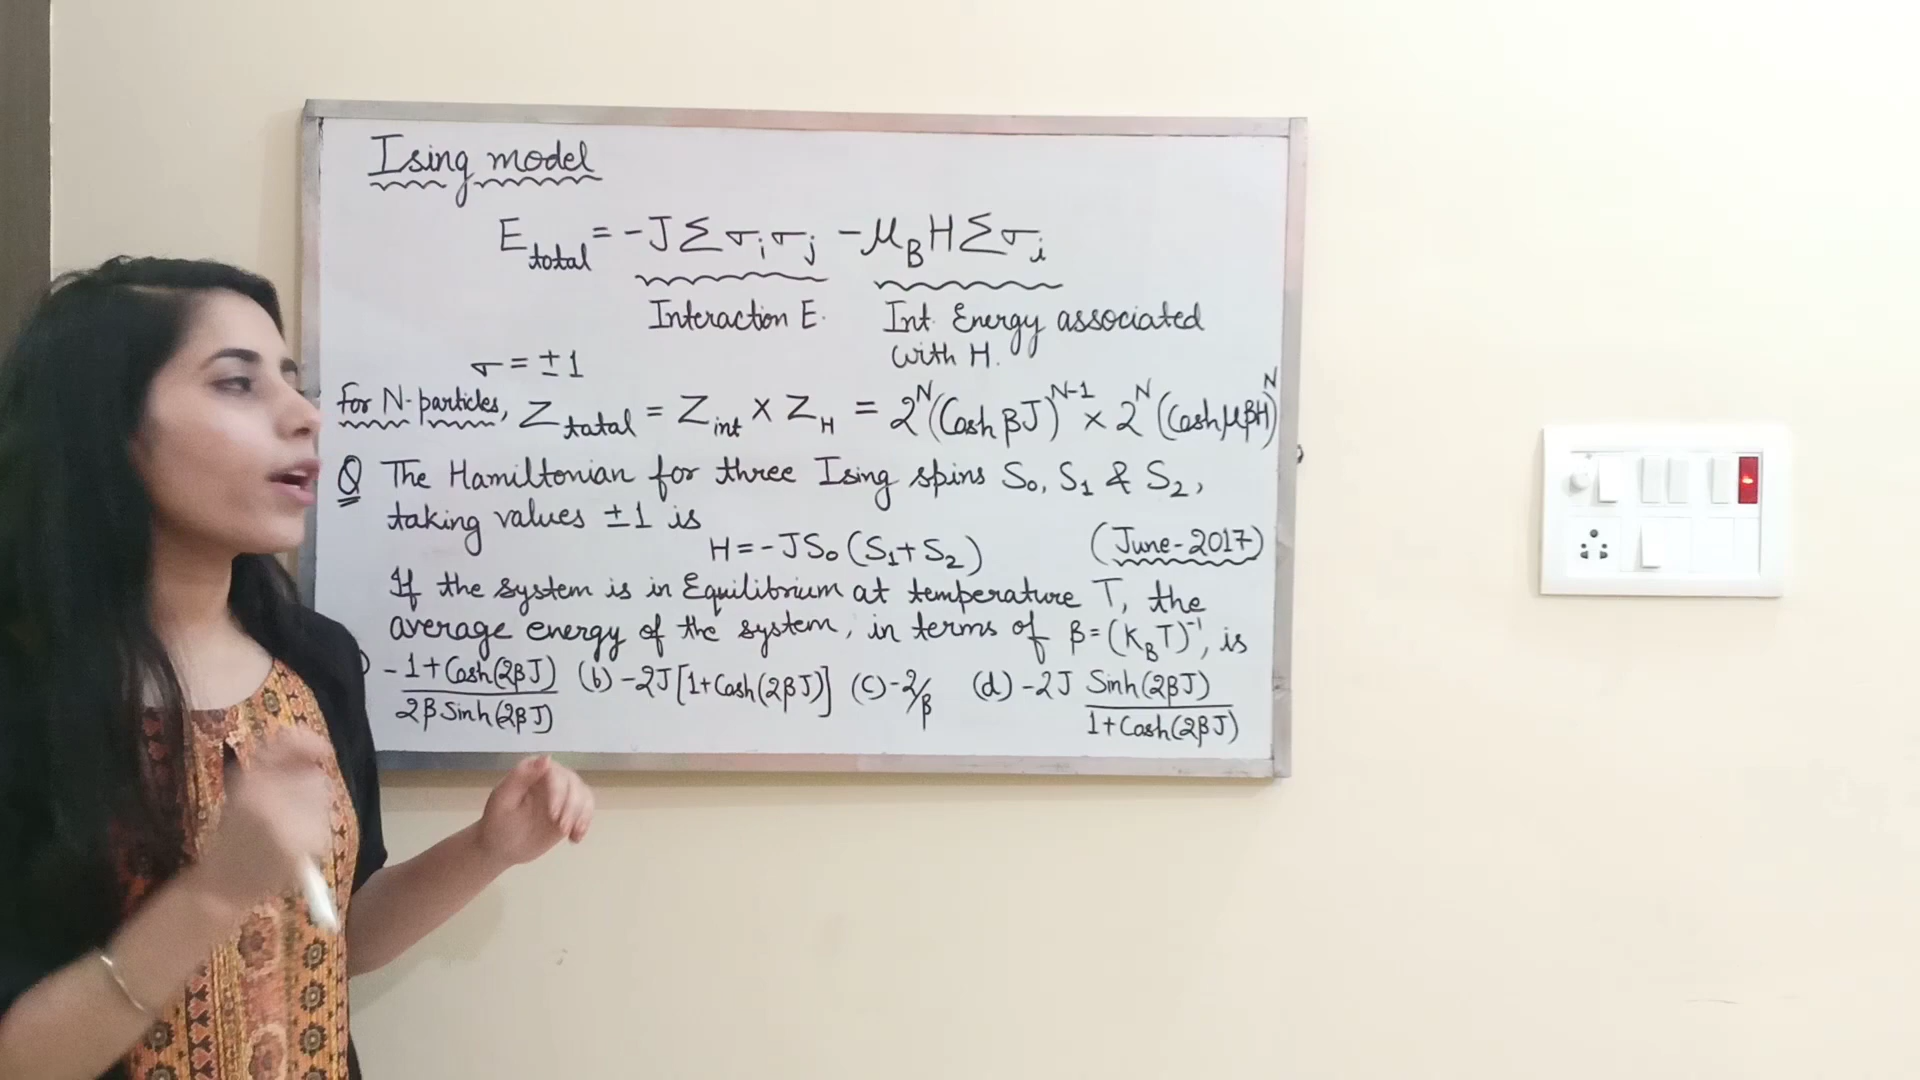 Ising model
E_total = -J Σ σ_i σ_j - μ_B H Σ σ_i
Interaction E. Int. Energy associated
with H.
σ = ±1
For N-particles, Z_total = Z_int × Z_H = 2^N (Cosh βJ)^(N-1) × 2^N (Cosh μβH)^N
Q The Hamiltonian for three Ising spins S₀, S₁ & S₂,
taking values ±1 is
H = -JS₀(S₁+S₂) (June-2017)
If the system is in Equilibrium at temperature T, the
average energy of the system, in terms of β=(K_BT)^-1, is
) -1+Cosh(2βJ) / 2β Sinh(2βJ) (b) -2J[1+Cosh(2βJ)] (c) -2/β (d) -2J Sinh(2βJ) / 1+Cosh(2βJ)